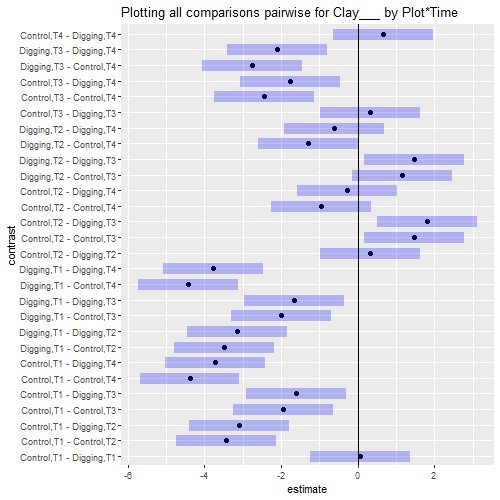 Plotting all comparisons pairwise for Clay___ by Plot*Time
Control,T4 - Digging,T4
Digging,T3 - Digging,T4
Digging,T3 - Control,T4
Control,T3 - Digging,T4
Control,T3 - Control,T4
Control,T3 - Digging,T3
Digging,T2 - Digging,T4
Digging,T2 - Control,T4
Digging,T2 - Digging,T3
Digging,T2 - Control,T3
Control,T2 - Digging,T4
Control,T2 - Control,T4
Control,T2 - Digging,T3
Control,T2 - Control,T3
Control,T2 - Digging,T2
Digging,T1 - Digging,T4
Digging,T1 - Control,T4
Digging,T1 - Digging,T3
Digging,T1 - Control,T3
Digging,T1 - Digging,T2
Digging,T1 - Control,T2
Control,T1 - Digging,T4
Control,T1 - Control,T4
Control,T1 - Digging,T3
Control,T1 - Control,T3
Control,T1 - Digging,T2
Control,T1 - Control,T2
Control,T1 - Digging,T1
contrast
-6 -4 -2 0 2
estimate